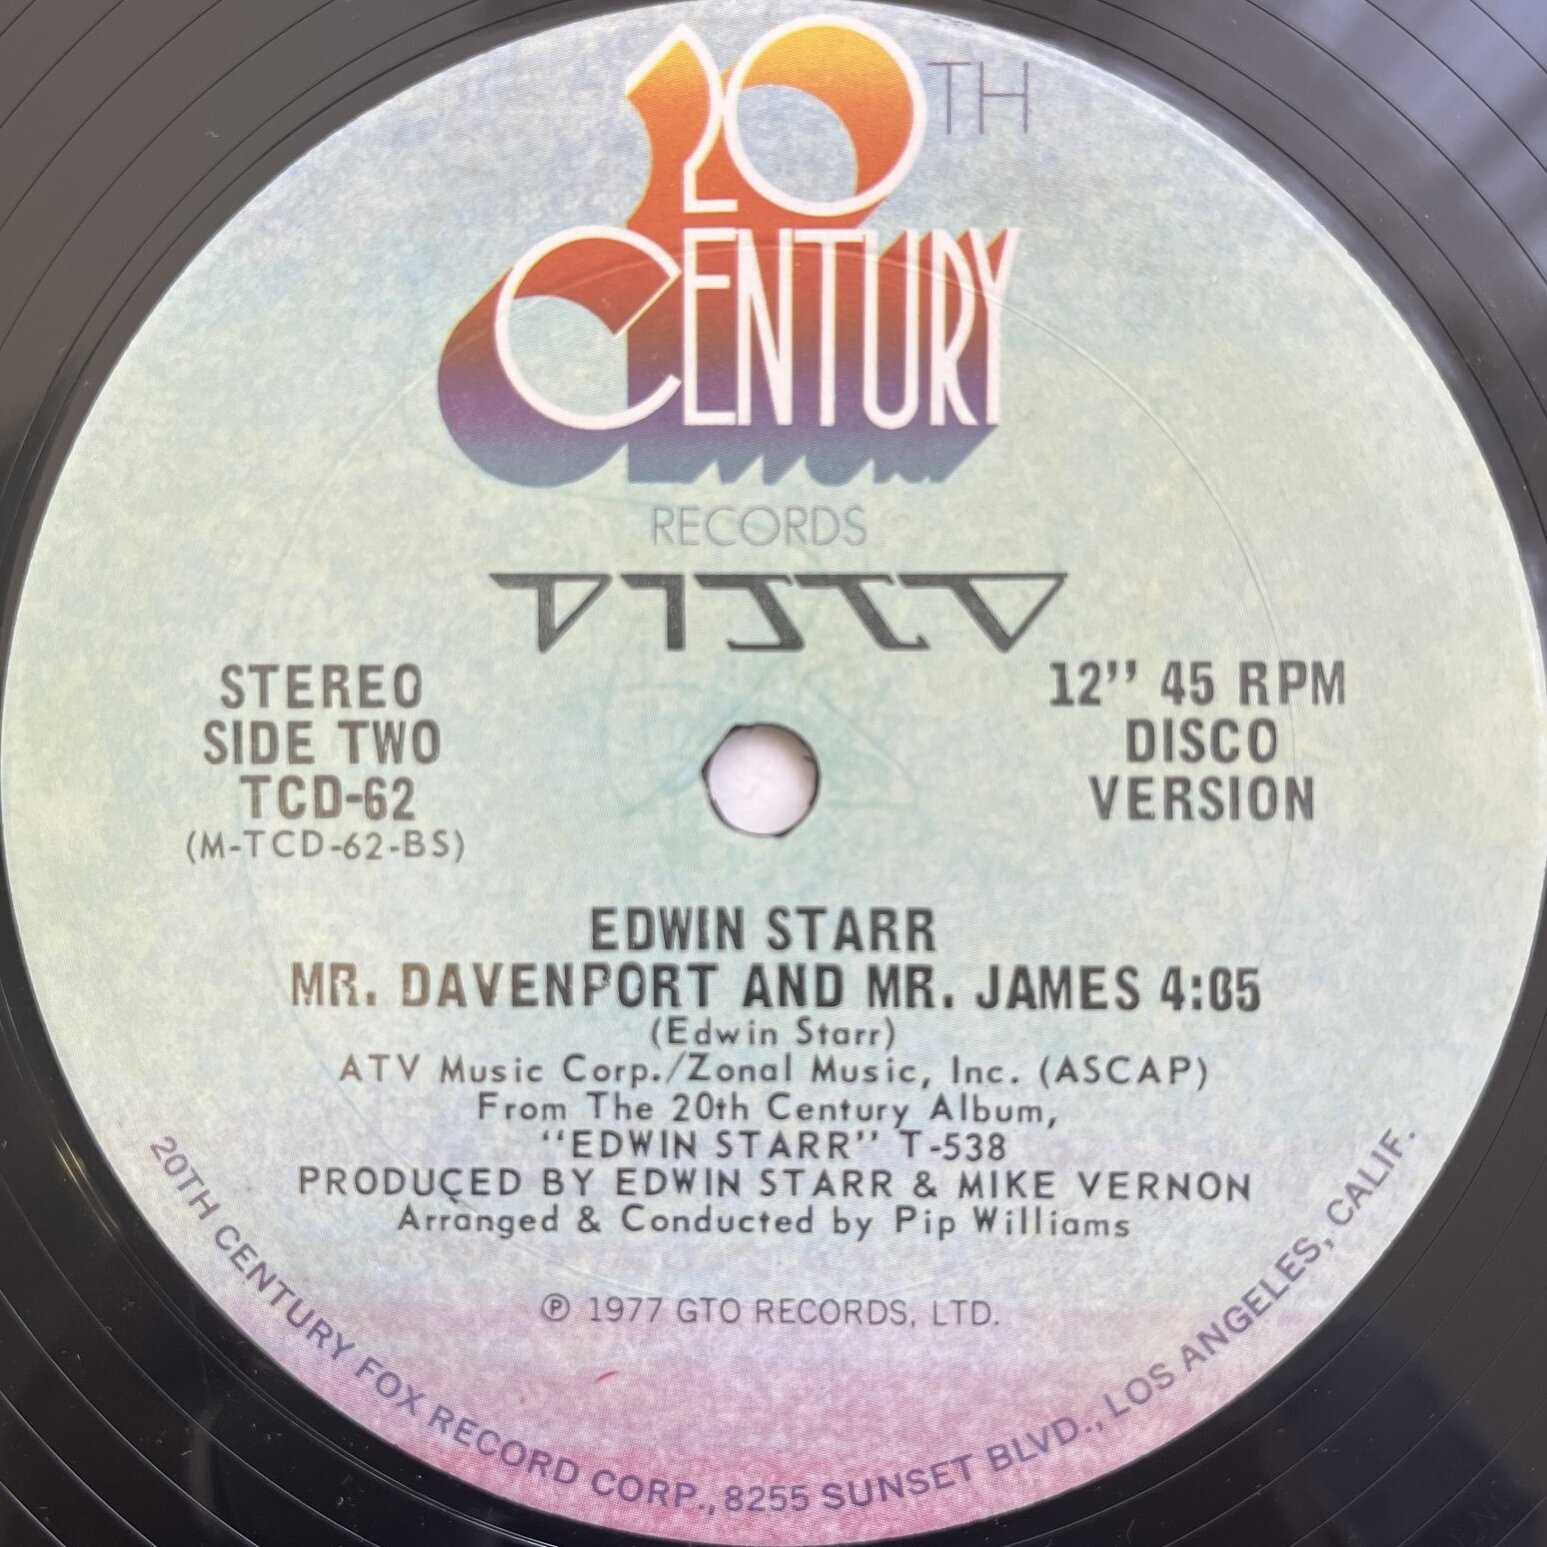 20TH
CENTURY
RECORDS
DISCO
STEREO
SIDE TWO
TCD-62
(M-TCD-62-BS)
12" 45 RPM
DISCO
VERSION
EDWIN STARR
MR. DAVENPORT AND MR. JAMES 4:05
(Edwin Starr)
ATV Music Corp./Zonal Music, Inc. (ASCAP)
From The 20th Century Album,
"EDWIN STARR" T-538
PRODUCED BY EDWIN STARR & MIKE VERNON
Arranged & Conducted by Pip Williams
℗ 1977 GTO RECORDS, LTD.
20TH CENTURY FOX RECORD CORP., 8255 SUNSET BLVD., LOS ANGELES, CALIF.